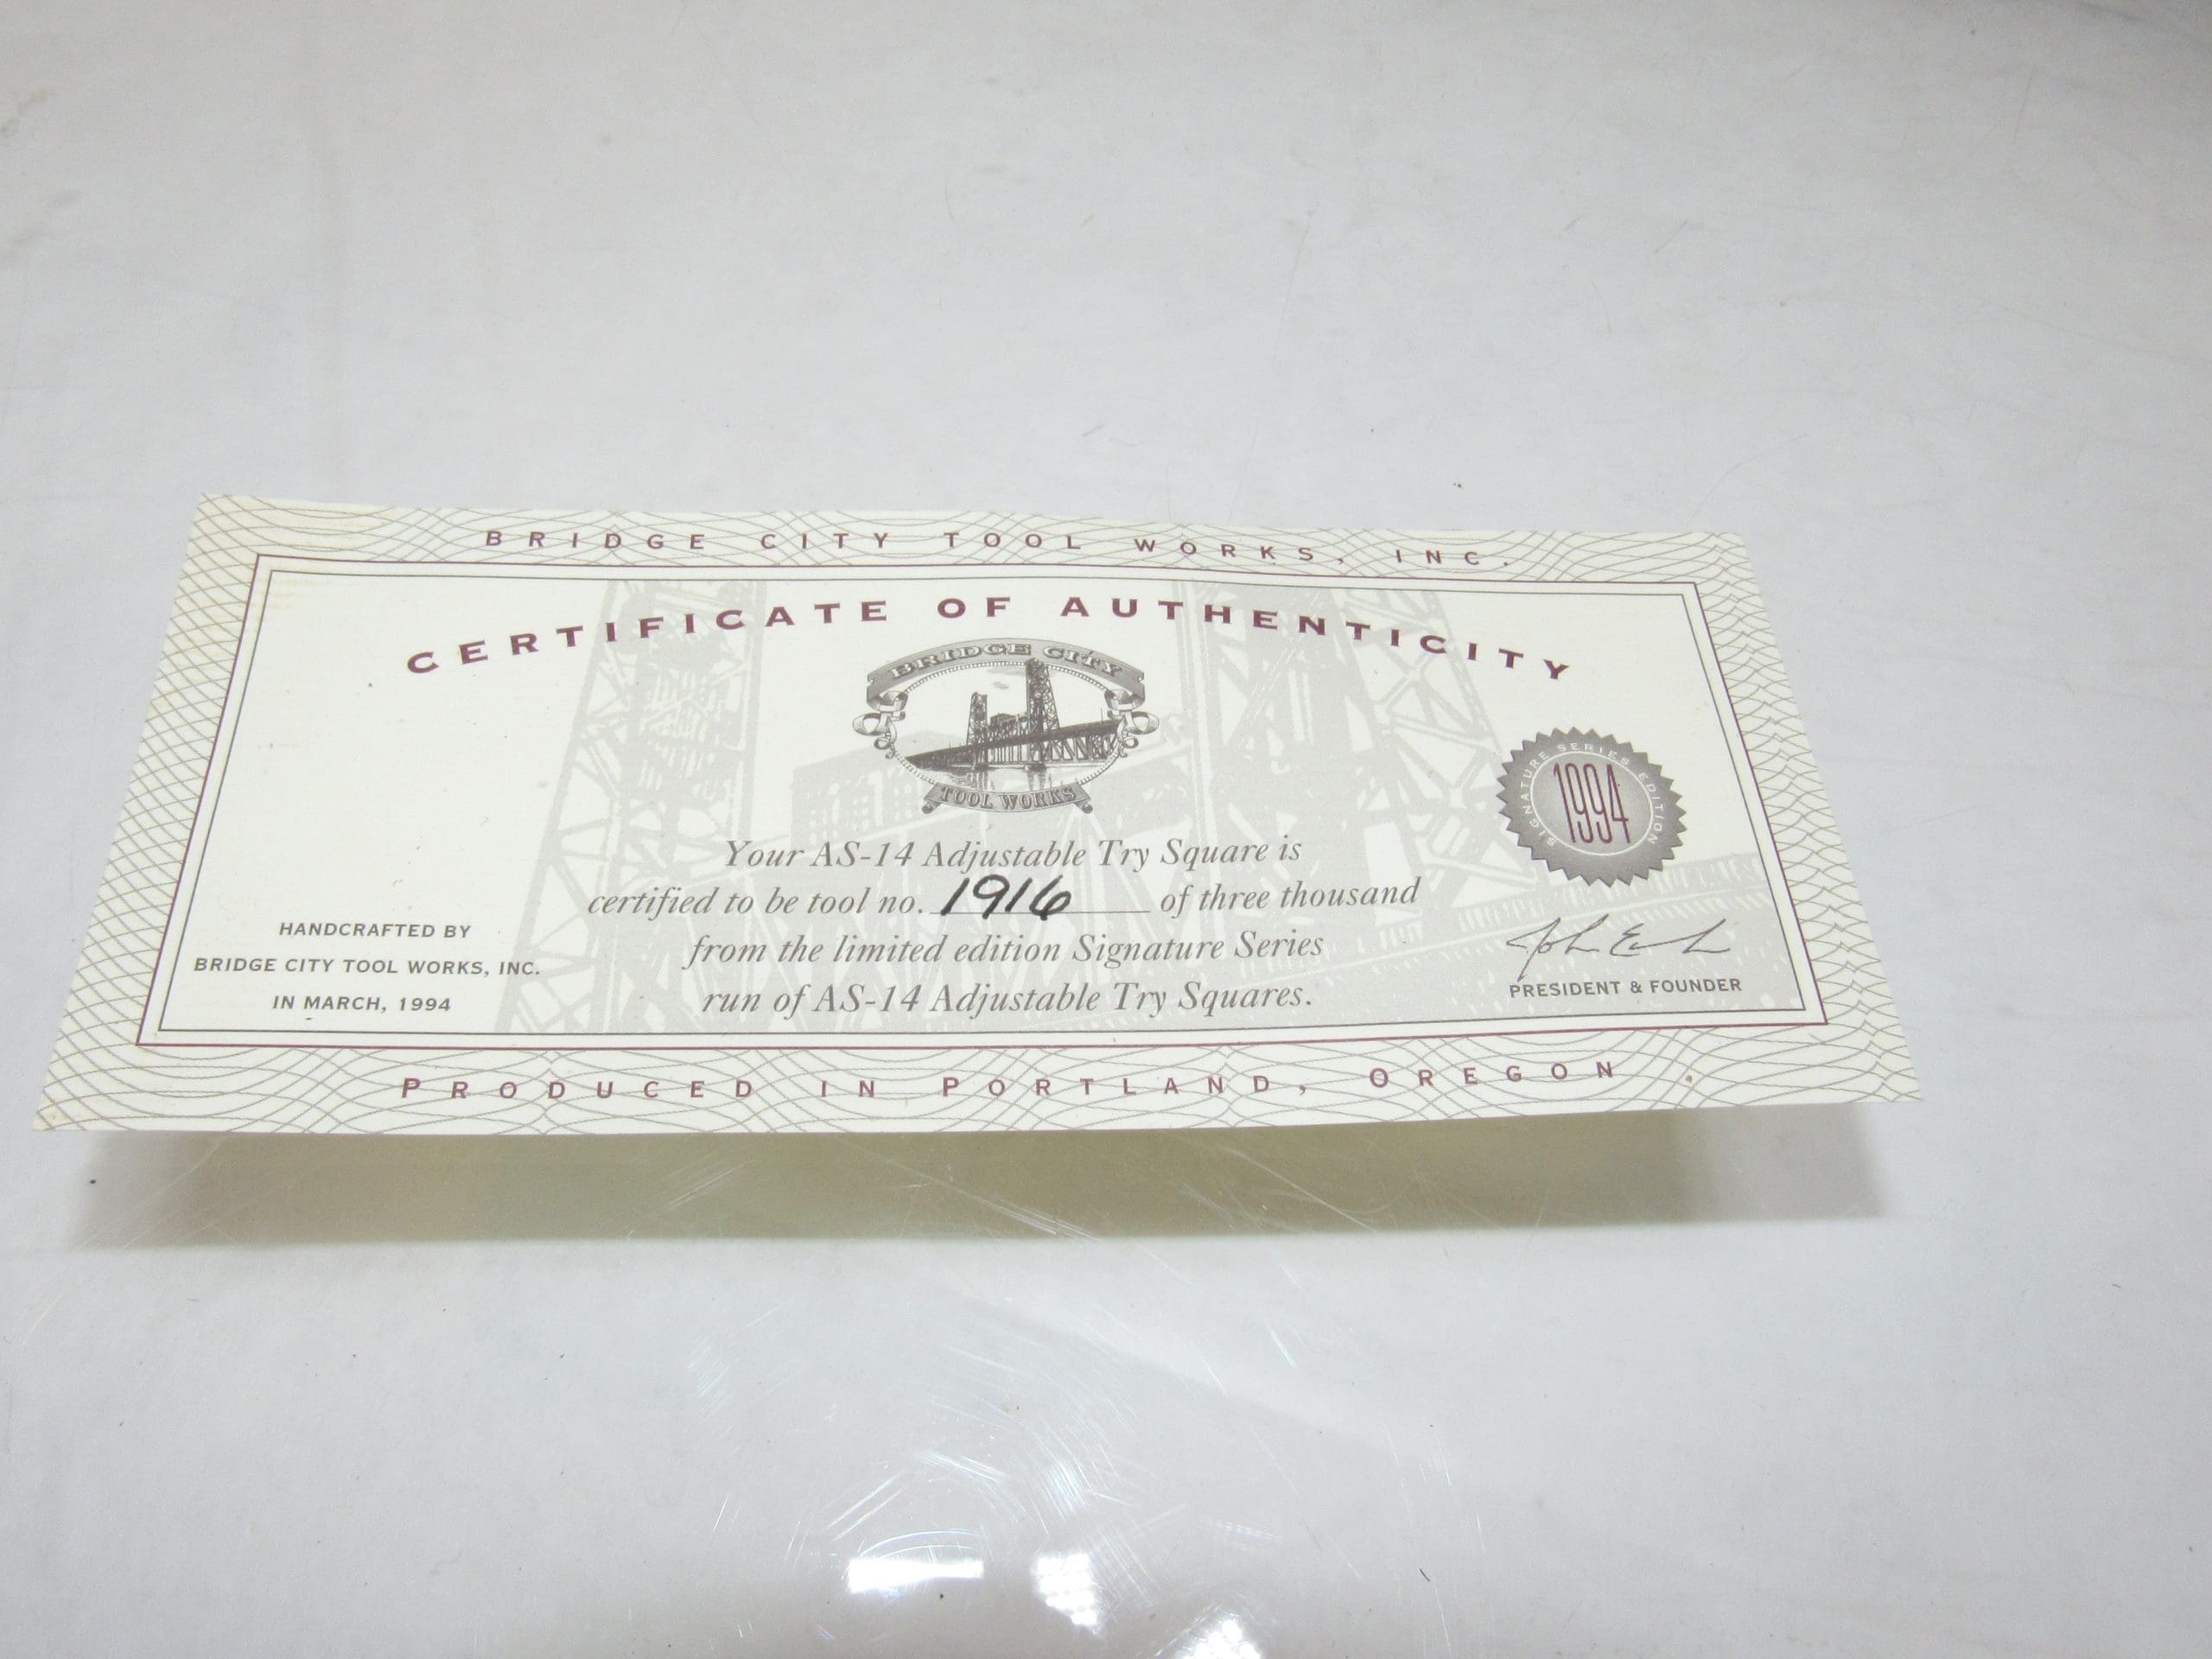 BRIDGE CITY TOOL WORKS, INC.
CERTIFICATE OF AUTHENTICITY
BRIDGE CITY
TOOL WORKS
SIGNATURE SERIES EDITION
1994
Your AS-14 Adjustable Try Square is
certified to be tool no. 1916 of three thousand
from the limited edition Signature Series
run of AS-14 Adjustable Try Squares.
HANDCRAFTED BY
BRIDGE CITY TOOL WORKS, INC.
IN MARCH, 1994
PRESIDENT & FOUNDER
PRODUCED IN PORTLAND, OREGON